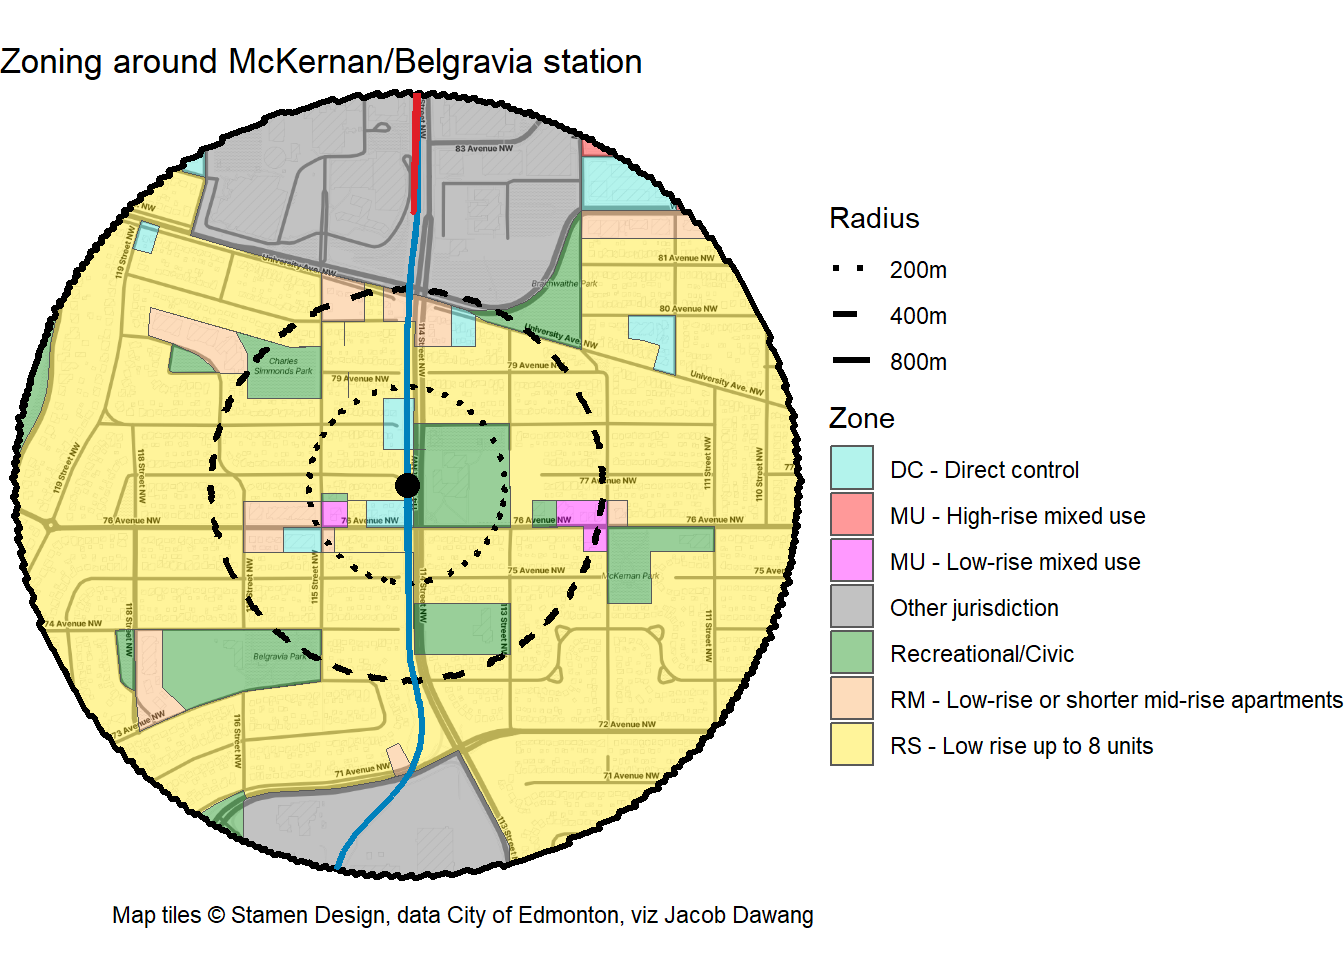 Zoning around McKernan/Belgravia station
Street NW
83 Avenue NW
NW
119 Street NW
University Ave. NW
81 Avenue NW
Braithwaithe Park
80 Avenue NW
114 Street NW
University Ave. NW
Charles
Simmonds Park
79 Avenue NW
79 Avenue NW
University Ave. NW
119 Street NW
118 Street NW
111 Street NW
110 Street NW
77 Avenue NW
77
76 Avenue NW
76 Avenue NW
76 Avenue NW
76 Avenue NW
115 Street NW
75 Avenue NW
McKernan Park
118 Street NW
74 Avenue NW
Belgravia Park
113 Street NW
111 Street NW
73 Avenue NW
116 Street NW
72 Avenue NW
71 Avenue NW
71 Avenue NW
113 Street
Radius
200m
400m
800m
Zone
DC - Direct control
MU - High-rise mixed use
MU - Low-rise mixed use
Other jurisdiction
Recreational/Civic
RM - Low-rise or shorter mid-rise apartments
RS - Low rise up to 8 units
Map tiles © Stamen Design, data City of Edmonton, viz Jacob Dawang